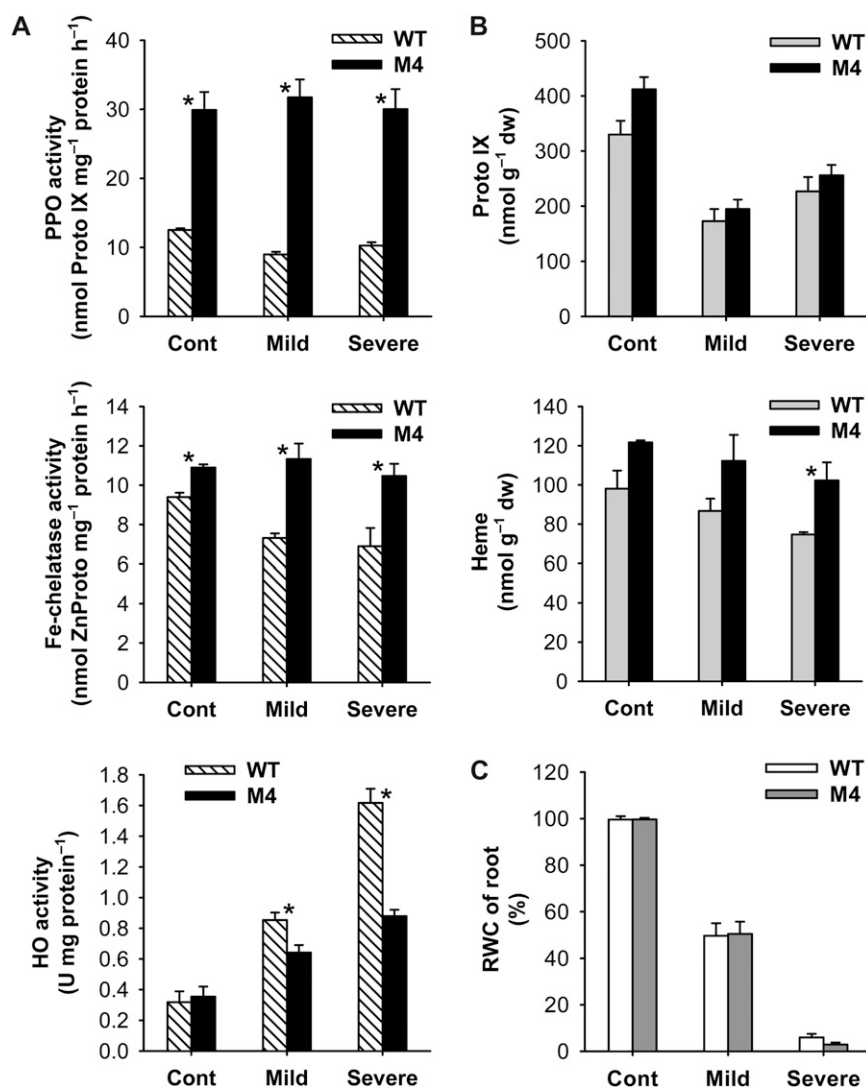 A
PPO activity
(nmol Proto IX mg⁻¹ protein h⁻¹)
40
30
20
10
0
WT
M4
*
*
*
Cont Mild Severe
B
Proto IX
(nmol g⁻¹ dw)
500
400
300
200
100
0
WT
M4
Cont Mild Severe
Fe-chelatase activity
(nmol ZnProto mg⁻¹ protein h⁻¹)
14
12
10
8
6
4
2
0
WT
M4
*
*
*
Cont Mild Severe
Heme
(nmol g⁻¹ dw)
140
120
100
80
60
40
20
0
WT
M4
*
Cont Mild Severe
HO activity
(U mg protein⁻¹)
1.8
1.6
1.4
1.2
1.0
0.8
0.6
0.4
0.2
0.0
WT
M4
*
*
Cont Mild Severe
C
RWC of root
(%)
120
100
80
60
40
20
0
WT
M4
Cont Mild Severe